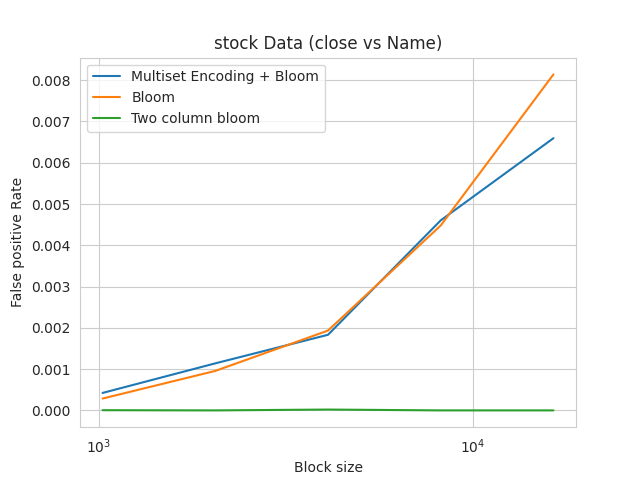 stock Data (close vs Name)
Multiset Encoding + Bloom
Bloom
Two column bloom
False positive Rate
0.008
0.007
0.006
0.005
0.004
0.003
0.002
0.001
0.000
10³
10⁴
Block size